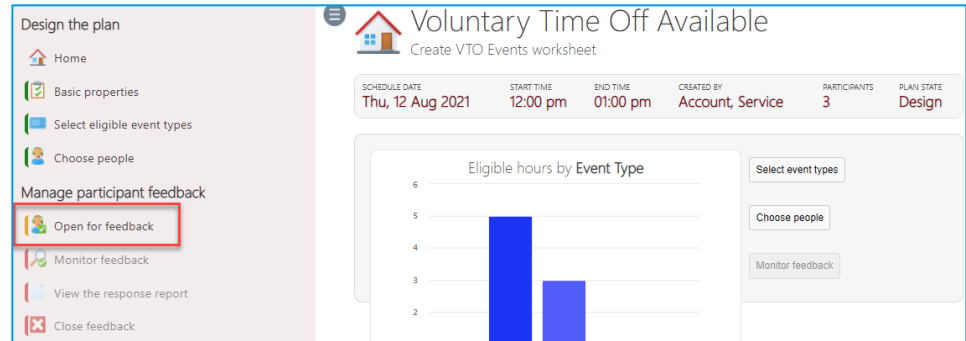 Design the plan
Home
Basic properties
Select eligible event types
Choose people
Manage participant feedback
Open for feedback
Monitor feedback
View the response report
Close feedback
Voluntary Time Off Available
Create VTO Events worksheet
SCHEDULE DATE START TIME END TIME CREATED BY PARTICIPANTS PLAN STATE
Thu, 12 Aug 2021 12:00 pm 01:00 pm Account, Service 3 Design
Eligible hours by Event Type
6
5
4
3
2
Select event types
Choose people
Monitor feedback